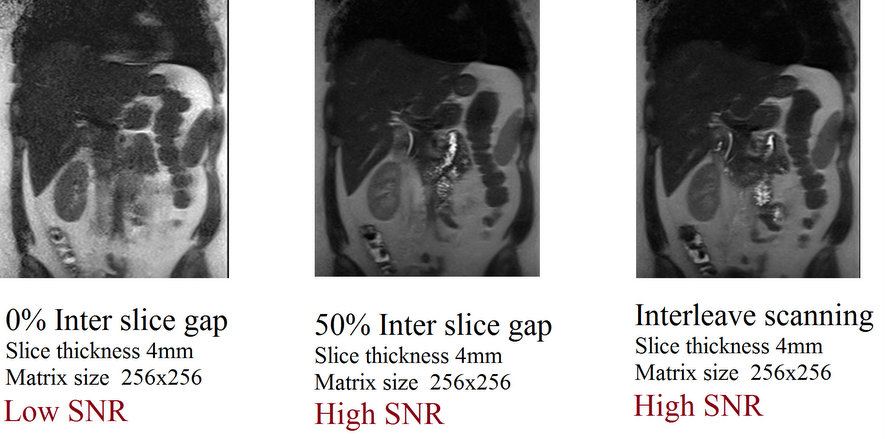 0% Inter slice gap
Slice thickness 4mm
Matrix size 256x256
Low SNR
50% Inter slice gap
Slice thickness 4mm
Matrix size 256x256
High SNR
Interleave scanning
Slice thickness 4mm
Matrix size 256x256
High SNR